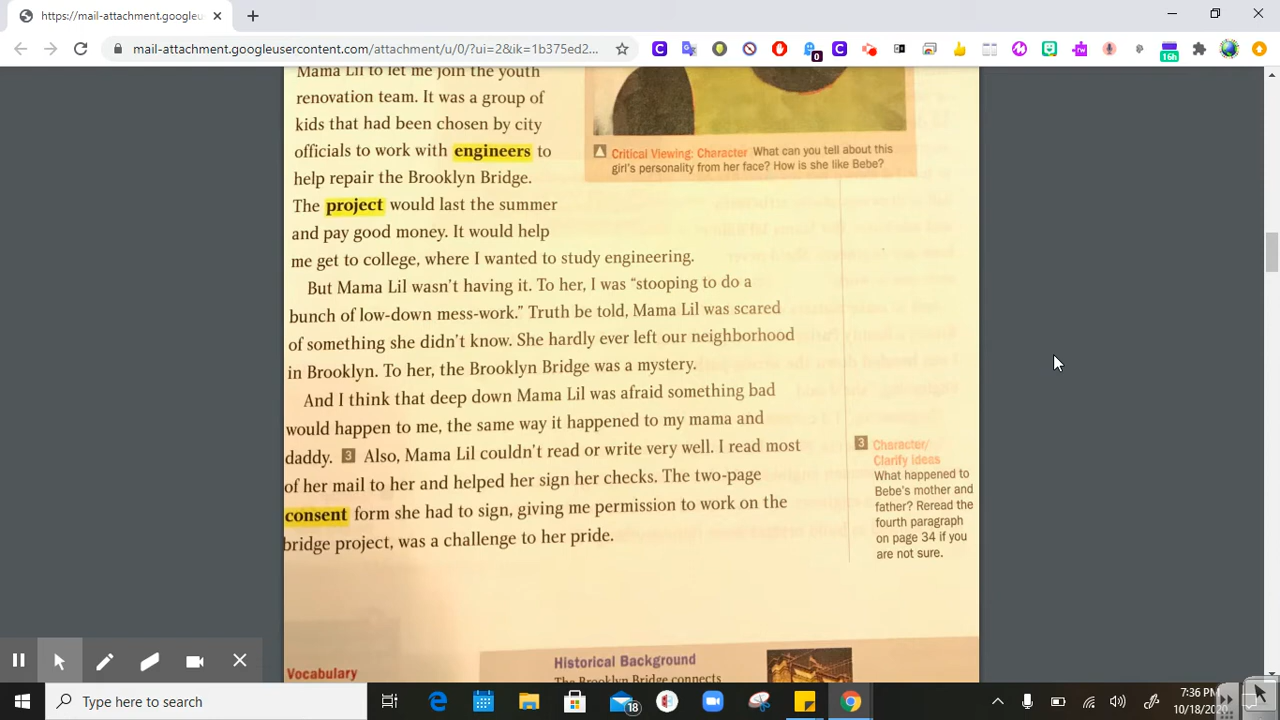 https://mail-attachment.googleu
mail-attachment.googleusercontent.com/attachment/u/0/?ui=2&ik=1b375ed2...
0
16h
Mama Lil to let me join the youth
renovation team. It was a group of
kids that had been chosen by city
officials to work with engineers to
help repair the Brooklyn Bridge.
The project would last the summer
and pay good money. It would help
me get to college, where I wanted to study engineering.
But Mama Lil wasn't having it. To her, I was "stooping to do a
bunch of low-down mess-work." Truth be told, Mama Lil was scared
of something she didn't know. She hardly ever left our neighborhood
in Brooklyn. To her, the Brooklyn Bridge was a mystery.
And I think that deep down Mama Lil was afraid something bad
would happen to me, the same way it happened to my mama and
daddy. 3 Also, Mama Lil couldn't read or write very well. I read most
of her mail to her and helped her sign her checks. The two-page
consent form she had to sign, giving me permission to work on the
bridge project, was a challenge to her pride.
Critical Viewing: Character What can you tell about this
girl's personality from her face? How is she like Bebe?
3 Character/
Clarify Ideas
What happened to
Bebe's mother and
father? Reread the
fourth paragraph
on page 34 if you
are not sure.
Vocabulary
Historical Background
The Brooklyn Bridge connects
Type here to search
18
7:36 PM